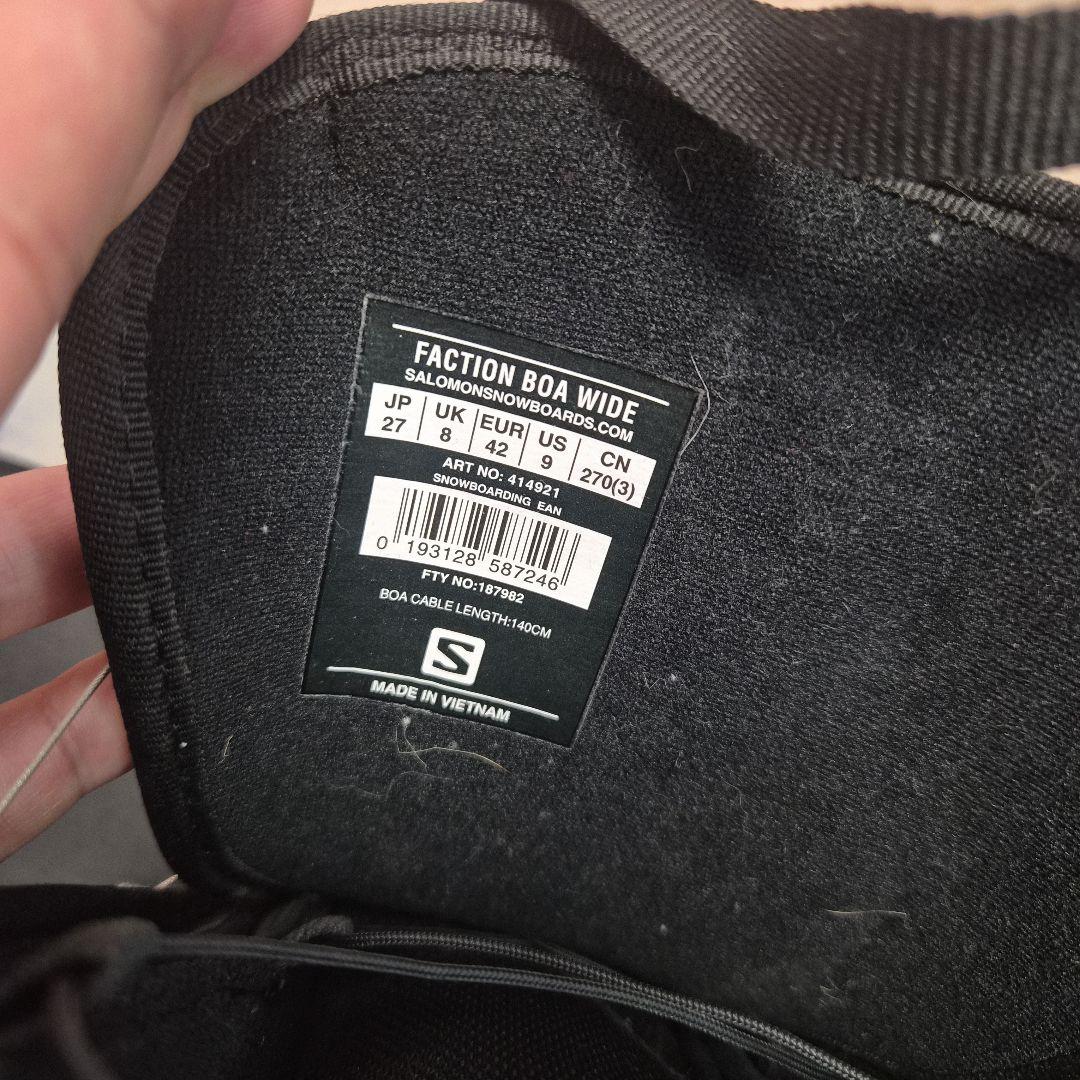 FACTION BOA WIDE
SALOMONSNOWBOARDS.COM
JP UK EUR US CN
27 8 42 9 270(3)
ART NO: 414921
SNOWBOARDING EAN
0 193128 587246
FTY NO:187982
BOA CABLE LENGTH:140CM
S
MADE IN VIETNAM